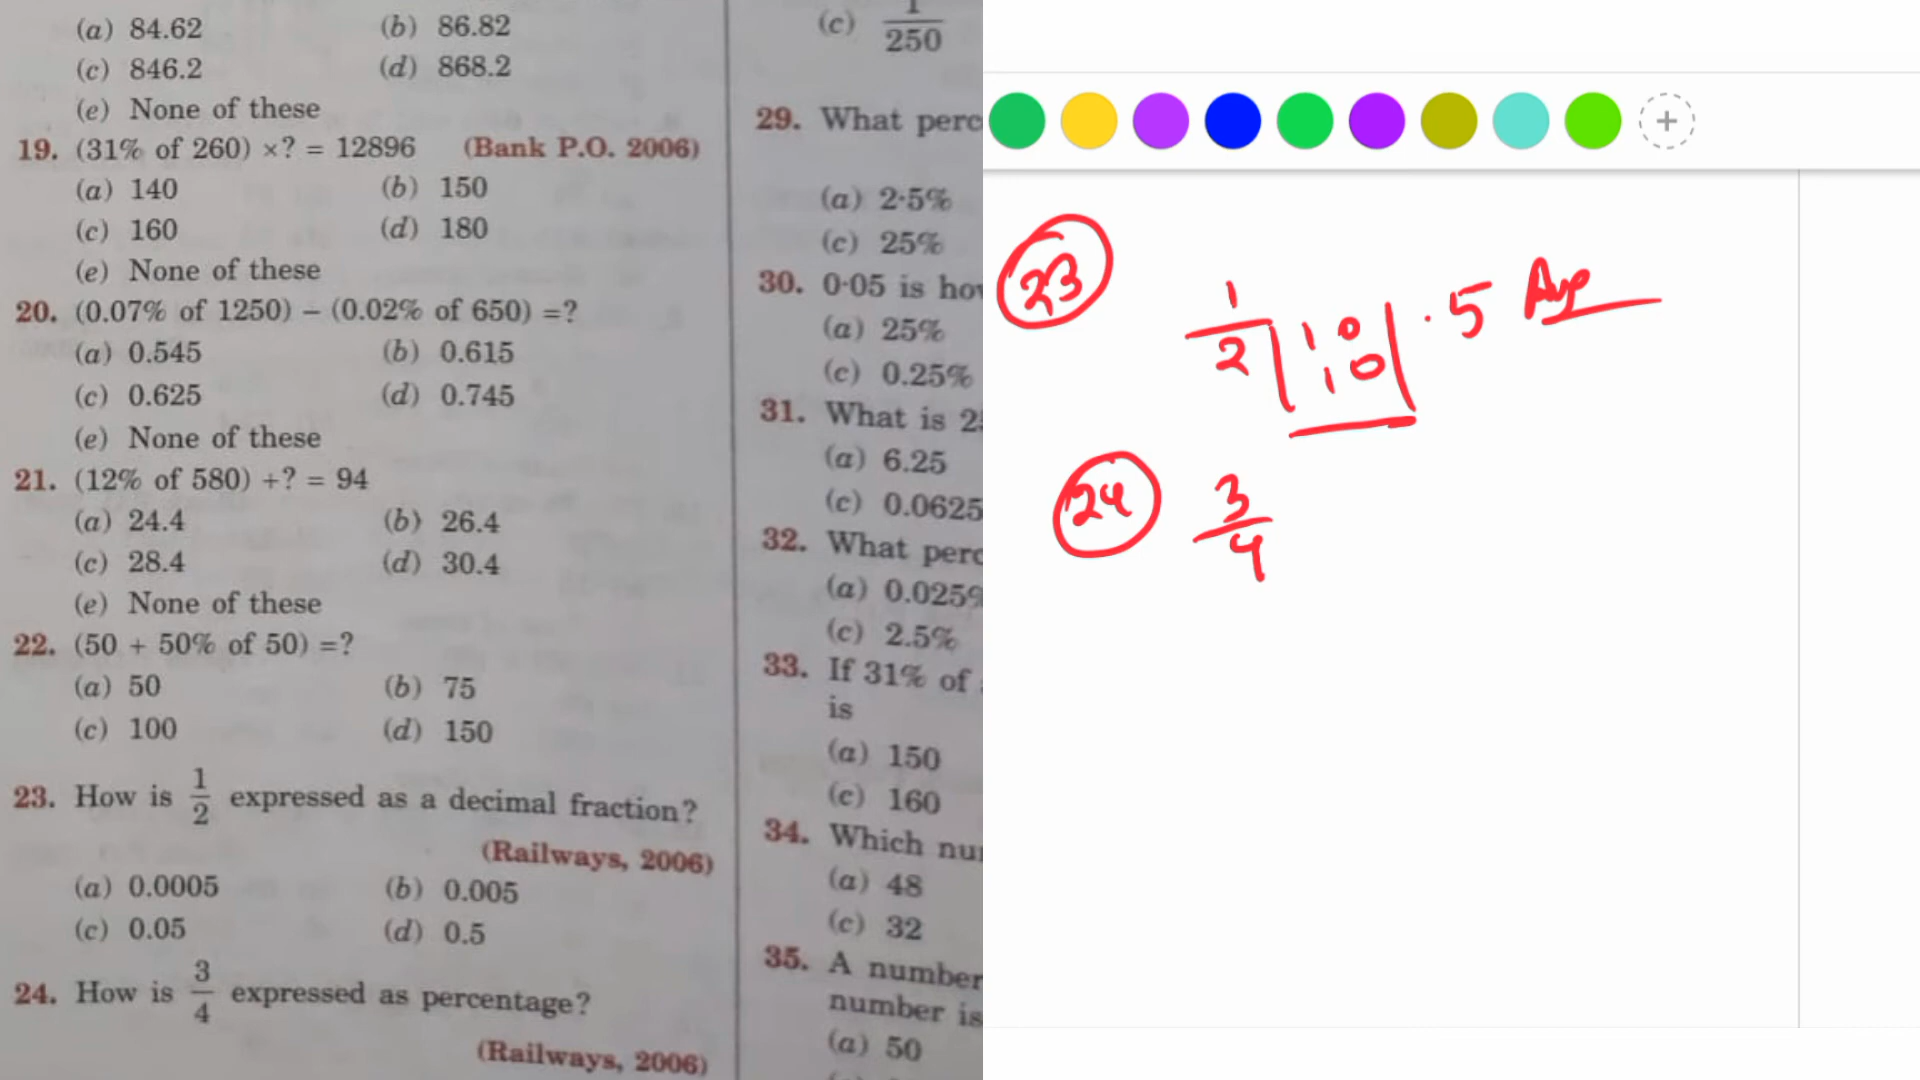 (a) 84.62 (b) 86.82
(c) 846.2 (d) 868.2
(e) None of these
19. (31% of 260) ×? = 12896 (Bank P.O. 2006)
(a) 140 (b) 150
(c) 160 (d) 180
(e) None of these
20. (0.07% of 1250) – (0.02% of 650) =?
(a) 0.545 (b) 0.615
(c) 0.625 (d) 0.745
(e) None of these
21. (12% of 580) +? = 94
(a) 24.4 (b) 26.4
(c) 28.4 (d) 30.4
(e) None of these
22. (50 + 50% of 50) =?
(a) 50 (b) 75
(c) 100 (d) 150
23. How is 1/2 expressed as a decimal fraction?
(Railways, 2006)
(a) 0.0005 (b) 0.005
(c) 0.05 (d) 0.5
24. How is 3/4 expressed as percentage?
(Railways, 2006)
(c) 1/250
29. What perc
(a) 2·5%
(c) 25%
30. 0·05 is how
(a) 25%
(c) 0.25%
31. What is 2
(a) 6.25
(c) 0.0625
32. What perc
(a) 0.025%
(c) 2.5%
33. If 31% of
is
(a) 150
(c) 160
34. Which nu
(a) 48
(c) 32
35. A number
number is
(a) 50
23
1/2 10 .5
10
24 3/4